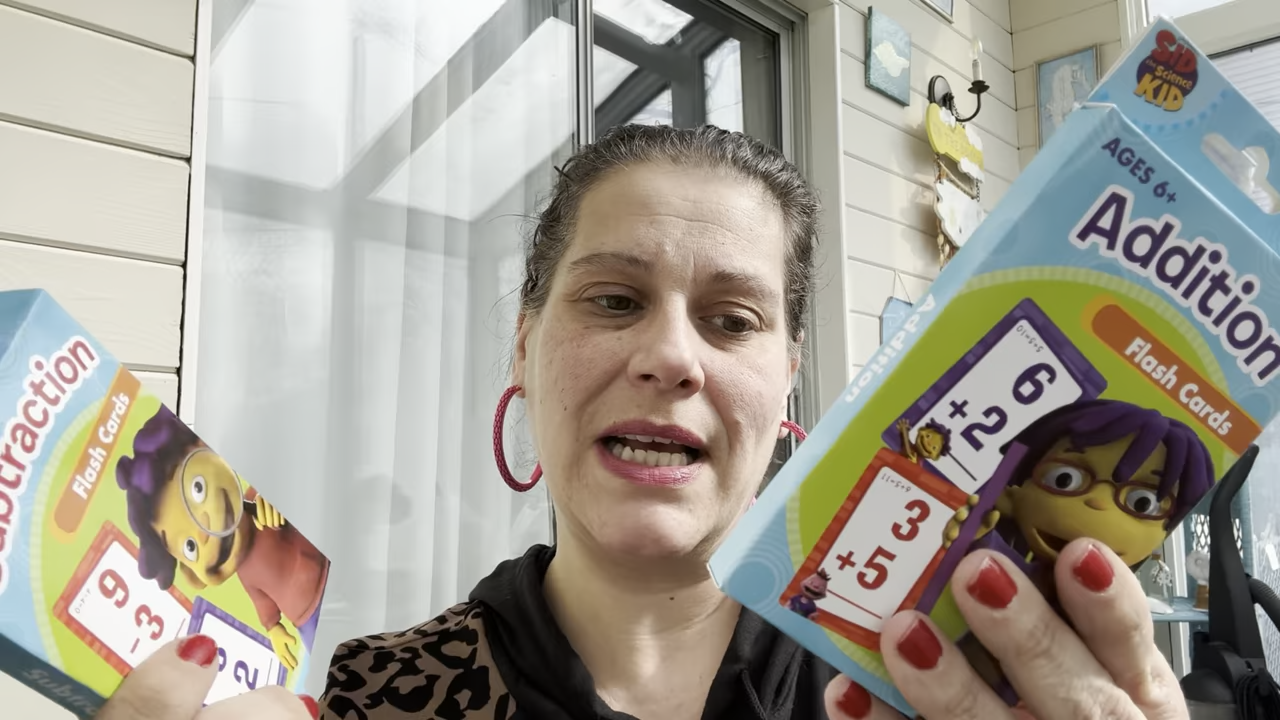 SiD
the Science
KiD
AGES 6+
Addition
Flash Cards
Addition
6
+2
3
+5
btraction
Flash Cards
9
-3
2